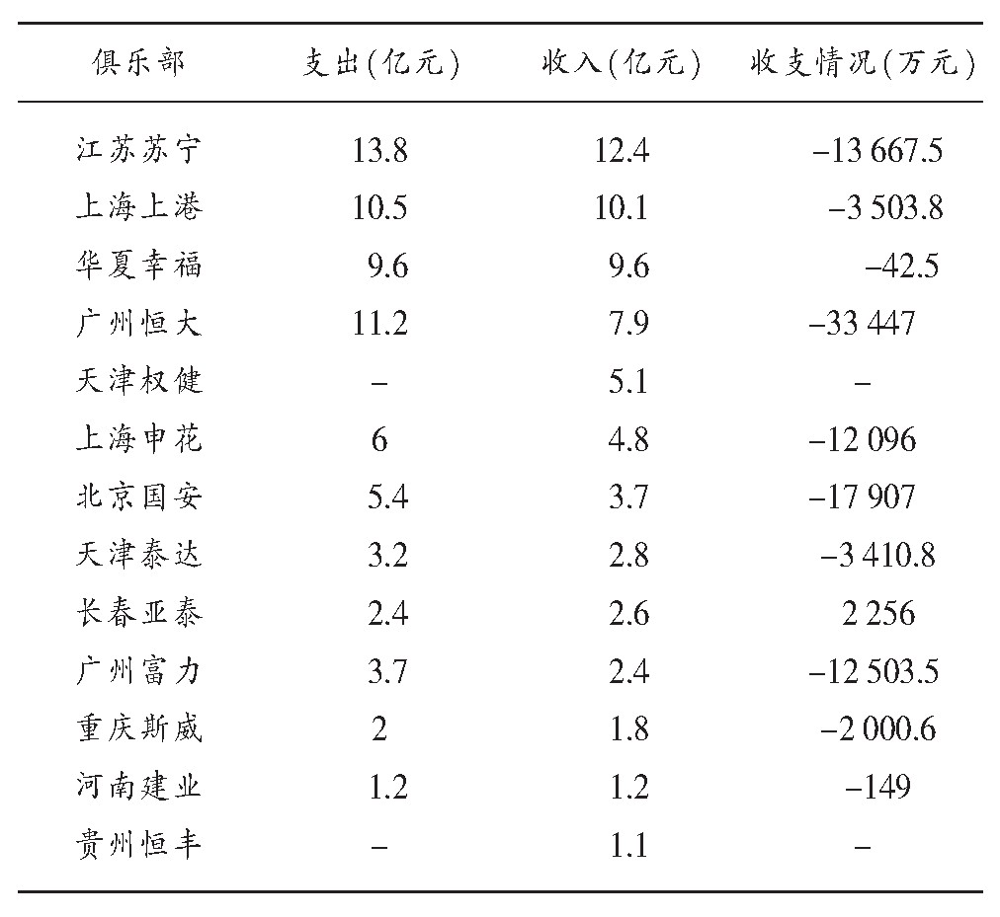 俱乐部 支出(亿元) 收入(亿元) 收支情况(万元)
江苏苏宁 13.8 12.4 –13 667.5
上海上港 10.5 10.1 –3 503.8
华夏幸福 9.6 9.6 –42.5
广州恒大 11.2 7.9 –33 447
天津权健 – 5.1 –
上海申花 6 4.8 –12 096
北京国安 5.4 3.7 –17 907
天津泰达 3.2 2.8 –3 410.8
长春亚泰 2.4 2.6 2 256
广州富力 3.7 2.4 –12 503.5
重庆斯威 2 1.8 –2 000.6
河南建业 1.2 1.2 –149
贵州恒丰 – 1.1 –